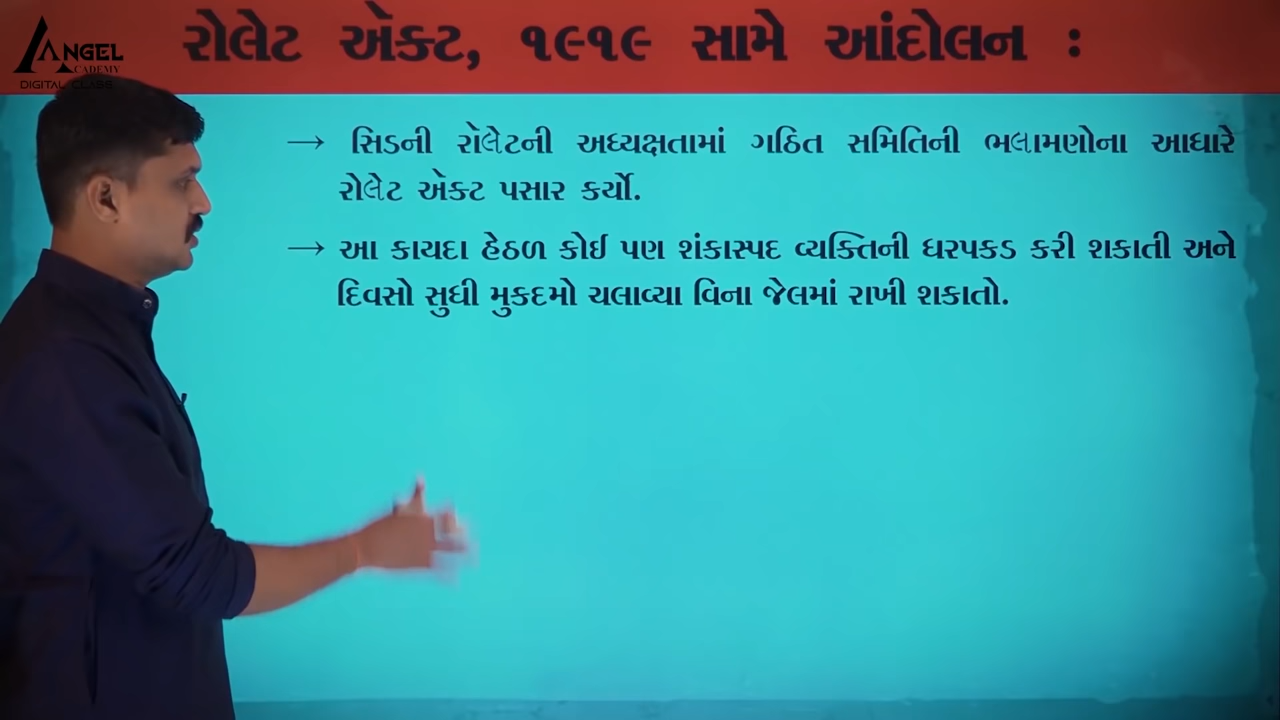 ANGEL
ACADEMY
DIGITAL CLASS
રોલેટ એક્ટ, ૧૯૧૯ સામે આંદોલન :
→ સિડની રોલેટની અધ્યક્ષતામાં ગઠિત સમિતિની ભલામણોના આધારે
રોલેટ એક્ટ પસાર કર્યો.
→ આ કાયદા હેઠળ કોઈ પણ શંકાસ્પદ વ્યક્તિની ધરપકડ કરી શકાતી અને
દિવસો સુધી મુકદમો ચલાવ્યા વિના જેલમાં રાખી શકાતો.